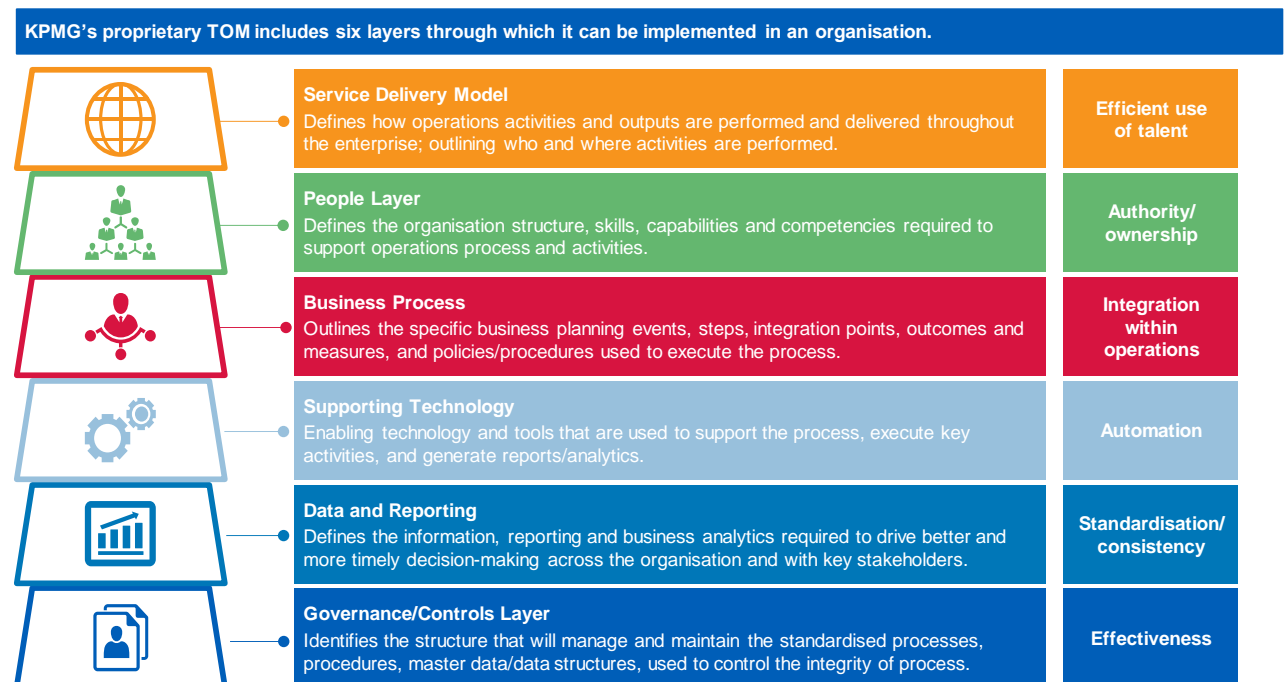 KPMG's proprietary TOM includes six layers through which it can be implemented in an organisation.
Service Delivery Model
Defines how operations activities and outputs are performed and delivered throughout
the enterprise; outlining who and where activities are performed.
Efficient use
of talent
People Layer
Defines the organisation structure, skills, capabilities and competencies required to
support operations process and activities.
Authority/
ownership
Business Process
Outlines the specific business planning events, steps, integration points, outcomes and
measures, and policies/procedures used to execute the process.
Integration
within
operations
Supporting Technology
Enabling technology and tools that are used to support the process, execute key
activities, and generate reports/analytics.
Automation
Data and Reporting
Defines the information, reporting and business analytics required to drive better and
more timely decision-making across the organisation and with key stakeholders.
Standardisation/
consistency
Governance/Controls Layer
Identifies the structure that will manage and maintain the standardised processes,
procedures, master data/data structures, used to control the integrity of process.
Effectiveness